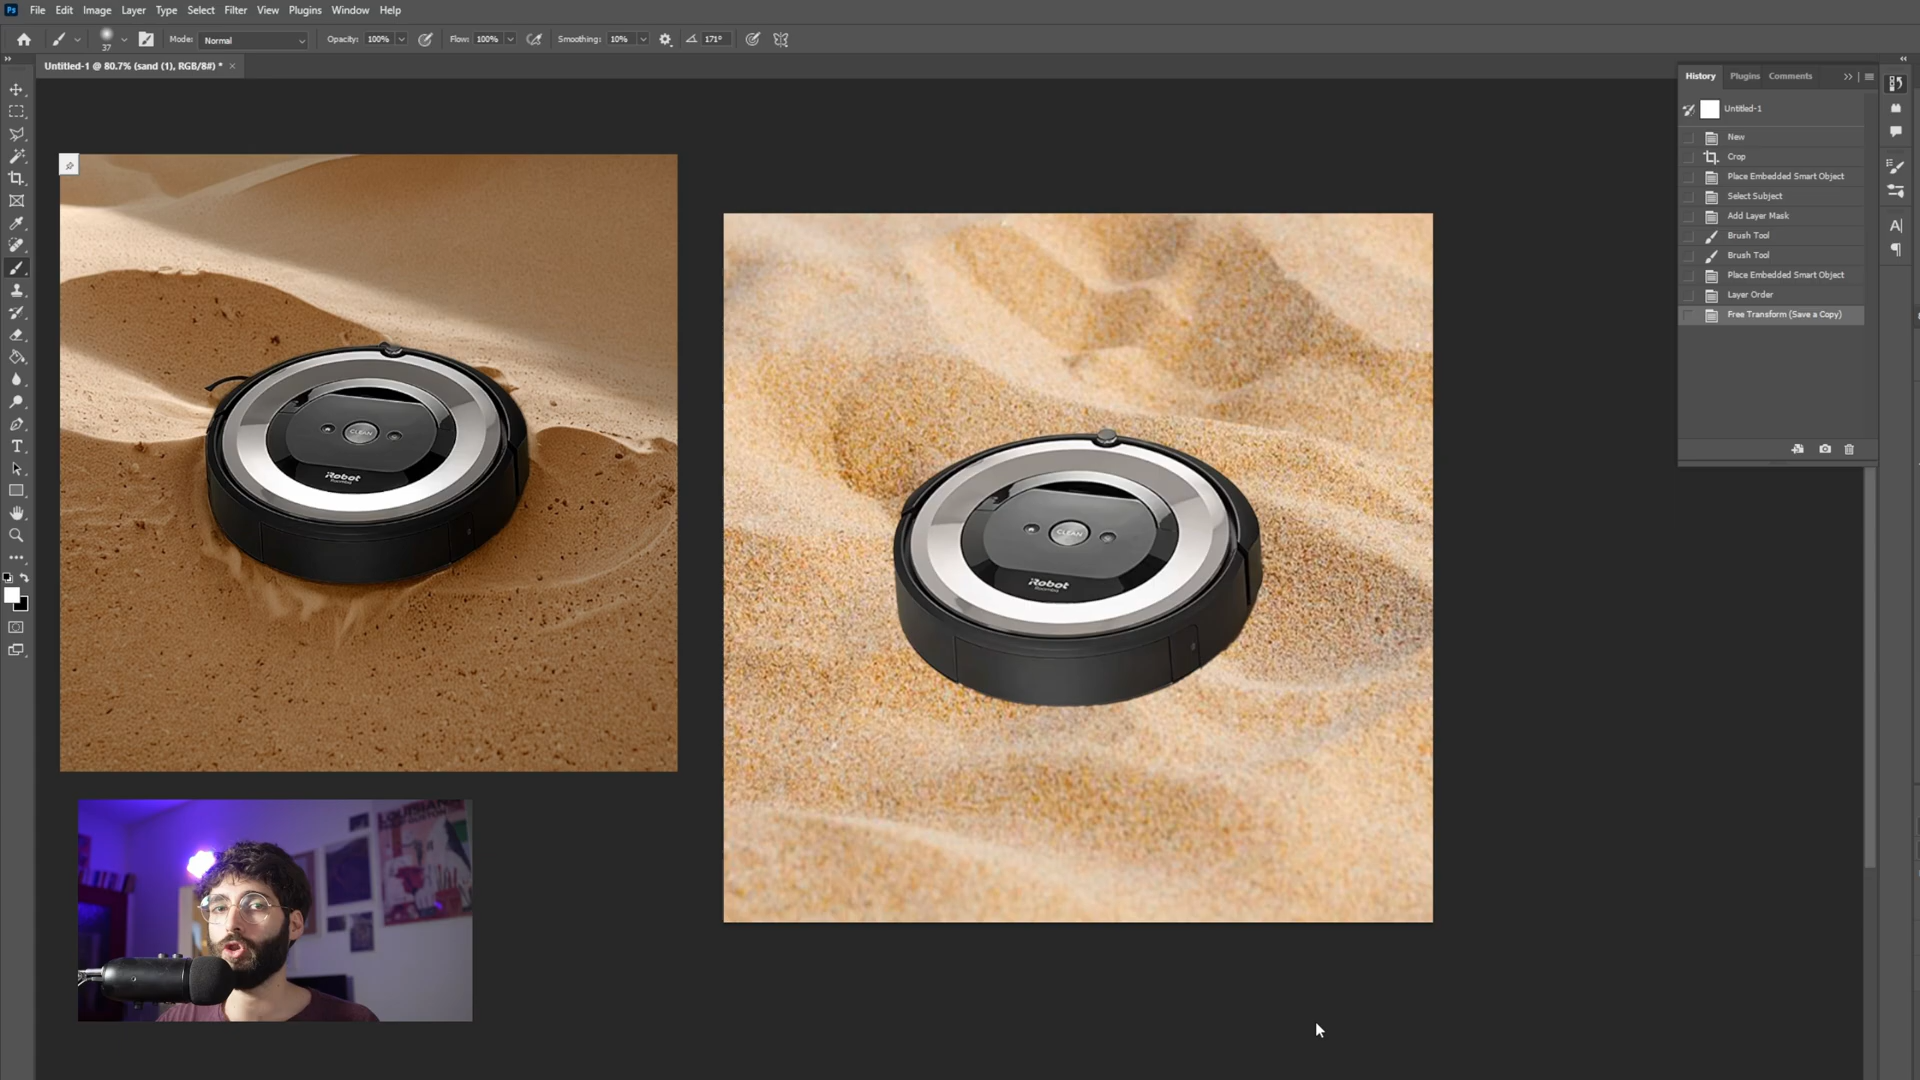 Ps File Edit Image Layer Type Select Filter View Plugins Window Help
37 Mode: Normal Opacity: 100% Flow: 100% Smoothing: 10% 171°
Untitled-1 @ 80.7% (sand (1), RGB/8#) *
History Plugins Comments
Untitled-1
New
Crop
Place Embedded Smart Object
Select Subject
Add Layer Mask
Brush Tool
Brush Tool
Place Embedded Smart Object
Layer Order
Free Transform (Save a Copy)
CLEAN
iRobot
Roomba
CLEAN
iRobot
Roomba
LOUISIANA